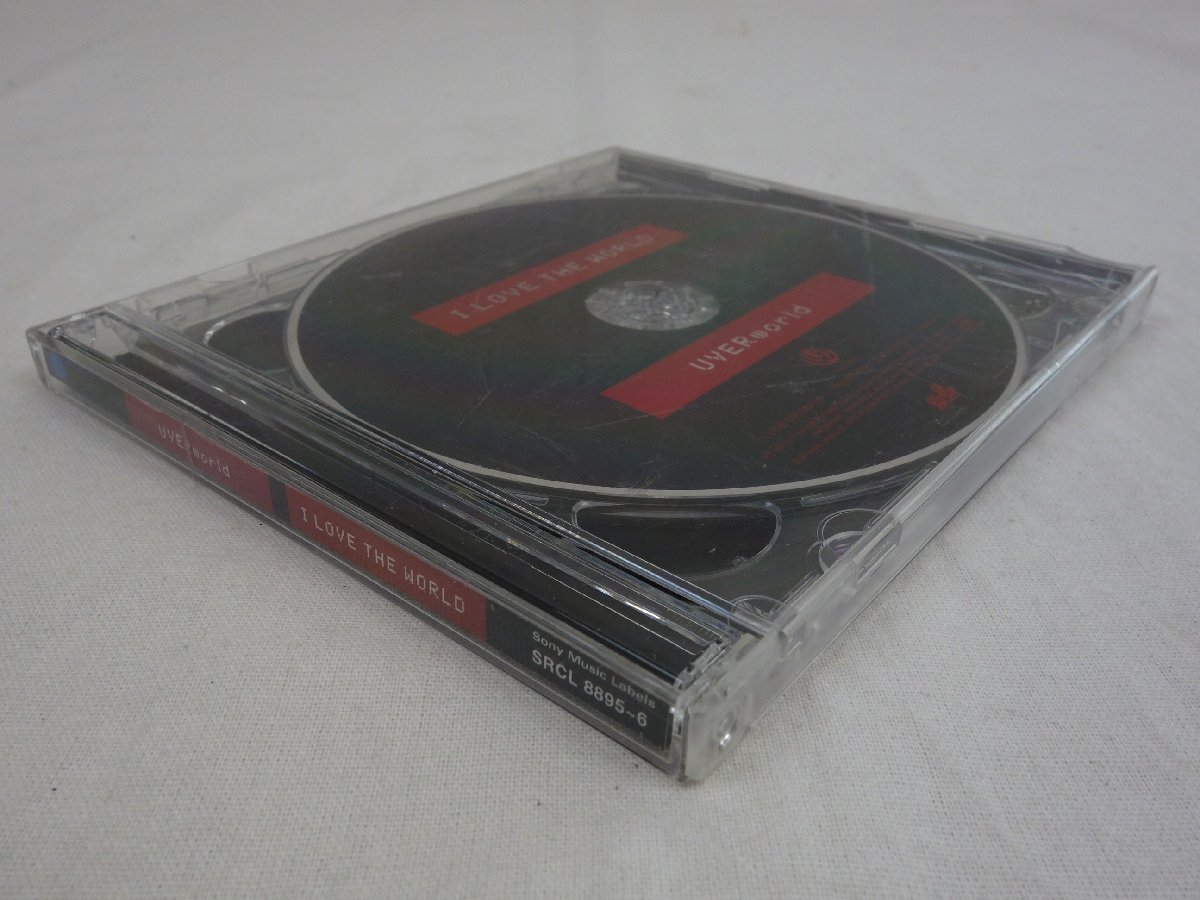 I LOVE THE WORLD
UVERworld
UVERworld
I LOVE THE WORLD
Sony Music Labels
SRCL 8895~6